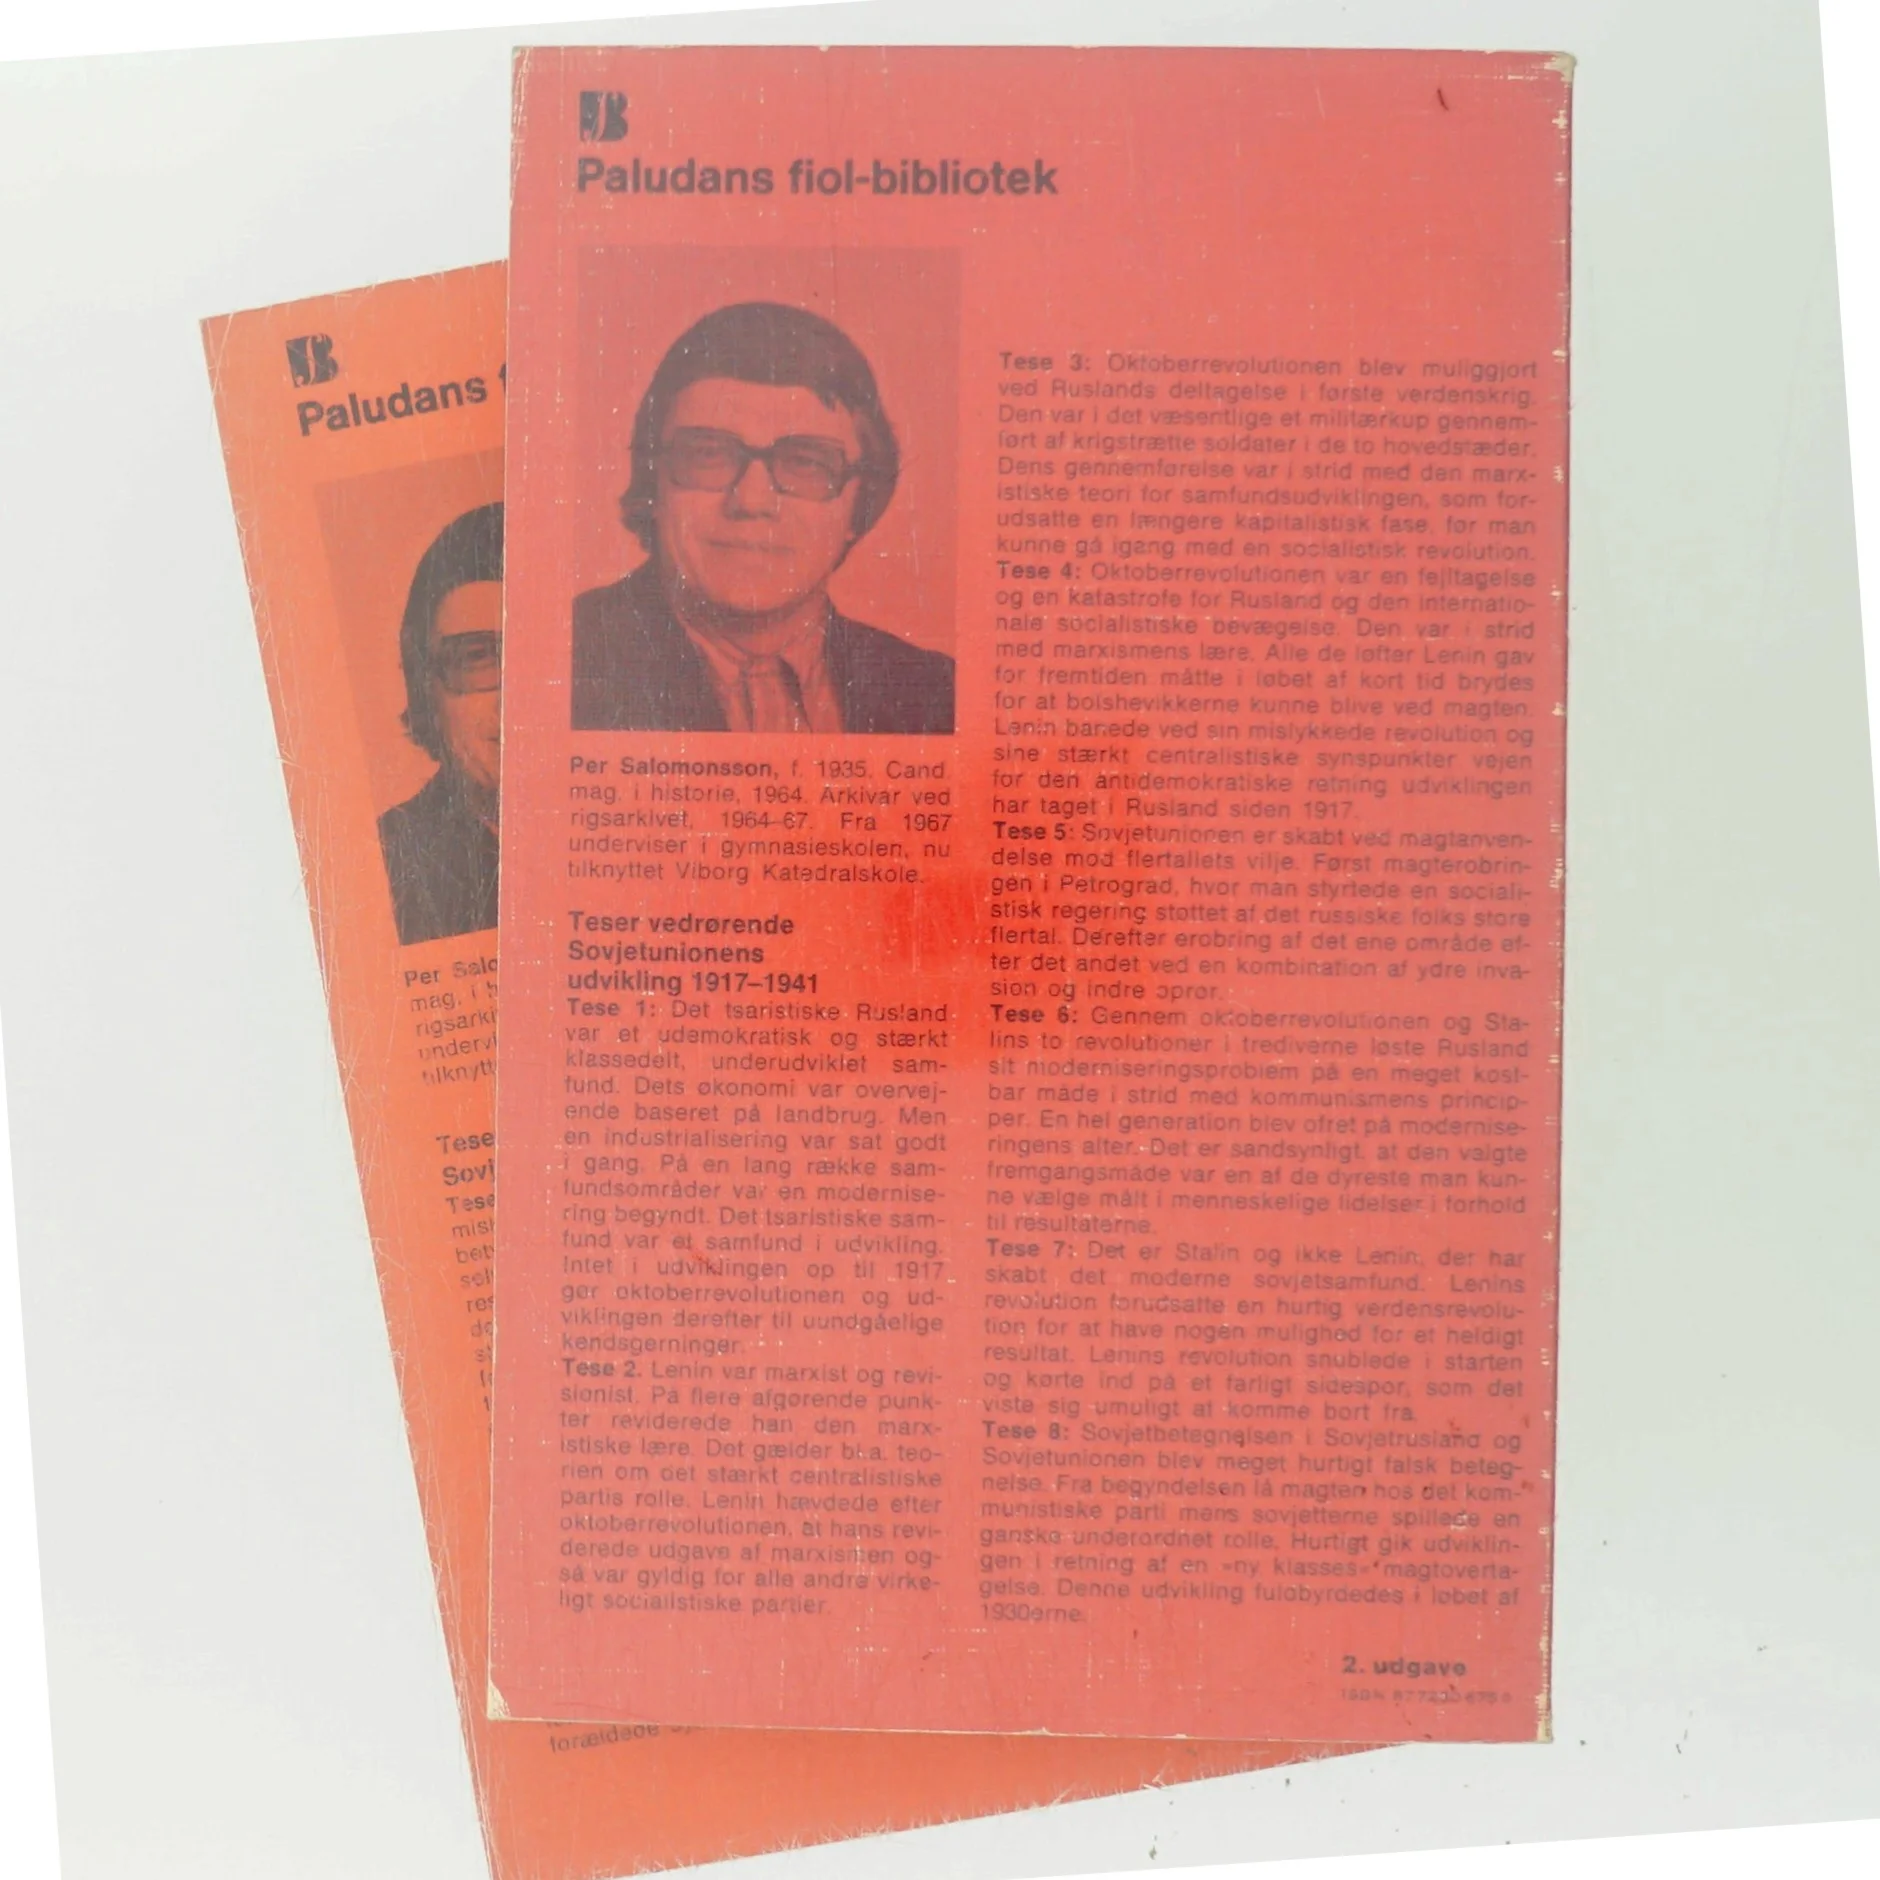 Paludans fiol-bibliotek
Per Salomonsson, f. 1935. Cand.
mag. i historie, 1964. Arkivar ved
rigsarkivet, 1964-67. Fra 1967
underviser i gymnasieskolen, nu
tilknyttet Viborg Katedralskole.
Teser vedrørende
Sovjetunionens
udvikling 1917–1941
Tese 1: Det tsaristiske Rusland
var et udemokratisk og stærkt
klassedelt, underudviklet sam-
fund. Dets økonomi var overvej-
ende baseret på landbrug. Men
en industrialisering var sat godt
i gang. På en lang række sam-
fundsområder var en modernise-
ring begyndt. Det tsaristiske sam-
fund var et samfund i udvikling.
Intet i udviklingen op til 1917
gør oktoberrevolutionen og ud-
viklingen derefter til uundgåelige
kendsgerninger.
Tese 2. Lenin var marxist og revi-
sionist. På flere afgørende punk-
ter reviderede han den marx-
istiske lære. Det gælder bl.a. teo-
rien om det stærkt centralistiske
partis rolle. Lenin hævdede efter
oktoberrevolutionen, at hans revi-
derede udgave af marxismen og-
så var gyldig for alle andre virke-
ligt socialistiske partier.
Tese 3: Oktoberrevolutionen blev muliggjort
ved Ruslands deltagelse i første verdenskrig.
Den var i det væsentlige et militærkup gennem-
ført af krigstrætte soldater i de to hovedstæder.
Dens gennemførelse var i strid med den marx-
istiske teori for samfundsudviklingen, som for-
udsatte en længere kapitalistisk fase, før man
kunne gå igang med en socialistisk revolution.
Tese 4: Oktoberrevolutionen var en fejltagelse
og en katastrofe for Rusland og den internatio-
nale socialistiske bevægelse. Den var i strid
med marxismens lære. Alle de løfter Lenin gav
for fremtiden måtte i løbet af kort tid brydes
for at bolshevikkerne kunne blive ved magten.
Lenin banede ved sin mislykkede revolution og
sine stærkt centralistiske synspunkter vejen
for den antidemokratiske retning udviklingen
har taget i Rusland siden 1917.
Tese 5: Sovjetunionen er skabt ved magtanven-
delse mod flertallets vilje. Først magterobrin-
gen i Petrograd, hvor man styrtede en sociali-
stisk regering støttet af det russiske folks store
flertal. Derefter erobring af det ene område ef-
ter det andet ved en kombination af ydre inva-
sion og indre oprør.
Tese 6: Gennem oktoberrevolutionen og Sta-
lins to revolutioner i trediverne løste Rusland
sit moderniseringsproblem på en meget kost-
bar måde i strid med kommunismens princip-
per. En hel generation blev ofret på modernise-
ringens alter. Det er sandsynligt, at den valgte
fremgangsmåde var en af de dyreste man kun-
ne vælge målt i menneskelige lidelser i forhold
til resultaterne.
Tese 7: Det er Stalin og ikke Lenin, der har
skabt det moderne sovjetsamfund. Lenins
revolution forudsatte en hurtig verdensrevolu-
tion for at have nogen mulighed for et heldigt
resultat. Lenins revolution snublede i starten
og kørte ind på et farligt sidespor, som det
viste sig umuligt at komme bort fra.
Tese 8: Sovjetbetegnelsen i Sovjetrusland og
Sovjetunionen blev meget hurtigt falsk beteg-
nelse. Fra begyndelsen lå magten hos det kom-
munistiske parti mens sovjetterne spillede en
ganske underordnet rolle. Hurtigt gik udviklin-
gen i retning af en »ny klasses« magtoverta-
gelse. Denne udvikling fuldbyrdedes i løbet af
1930erne.
2. udgave
Paludans
Per Salo
mag. i
rigsarki
undervi
tilknytt
Tese
Sovj
Tese
forældede